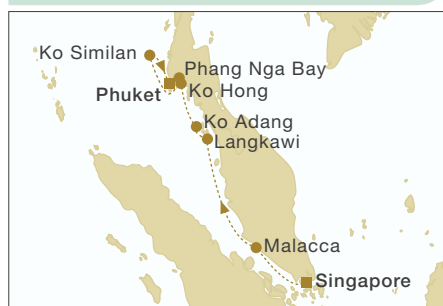 Ko Similan
Phang Nga Bay
Phuket
Ko Hong
Ko Adang
Langkawi
Malacca
Singapore